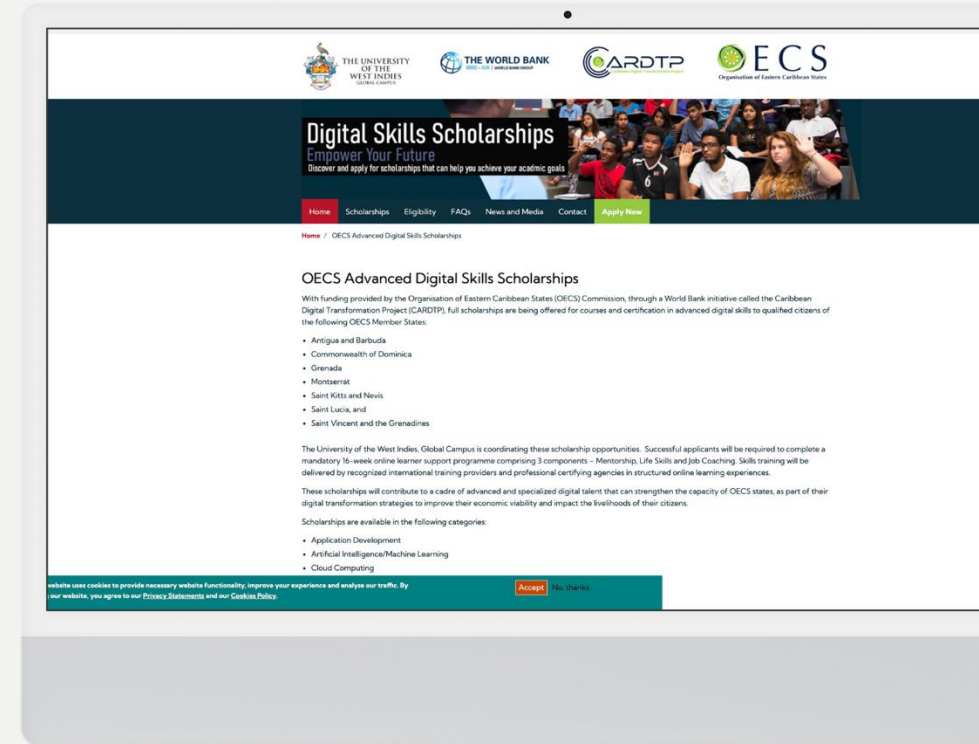 THE UNIVERSITY
OF THE
WEST INDIES
GLOBAL CAMPUS
THE WORLD BANK
IBRD • IDA | WORLD BANK GROUP
CARDTP
Caribbean Digital Transformation Project
OECS
Organisation of Eastern Caribbean States
Digital Skills Scholarships
Empower Your Future
Discover and apply for scholarships that can help you achieve your acadmic goals
Home Scholarships Eligibility FAQs News and Media Contact Apply Now
Home / OECS Advanced Digital Skills Scholarships
OECS Advanced Digital Skills Scholarships
With funding provided by the Organisation of Eastern Caribbean States (OECS) Commission, through a World Bank initiative called the Caribbean
Digital Transformation Project (CARDTP), full scholarships are being offered for courses and certification in advanced digital skills to qualified citizens of
the following OECS Member States:
• Antigua and Barbuda
• Commonwealth of Dominica
• Grenada
• Montserrat
• Saint Kitts and Nevis
• Saint Lucia, and
• Saint Vincent and the Grenadines
The University of the West Indies, Global Campus is coordinating these scholarship opportunities. Successful applicants will be required to complete a
mandatory 16-week online learner support programme comprising 3 components – Mentorship, Life Skills and Job Coaching. Skills training will be
delivered by recognized international training providers and professional certifying agencies in structured online learning experiences.
These scholarships will contribute to a cadre of advanced and specialized digital talent that can strengthen the capacity of OECS states, as part of their
digital transformation strategies to improve their economic viability and impact the livelihoods of their citizens.
Scholarships are available in the following categories:
• Application Development
• Artificial Intelligence/Machine Learning
• Cloud Computing
ebsite uses cookies to provide necessary website functionality, improve your experience and analyse our traffic. By
our website, you agree to our Privacy Statements and our Cookies Policy.
Accept No, thanks